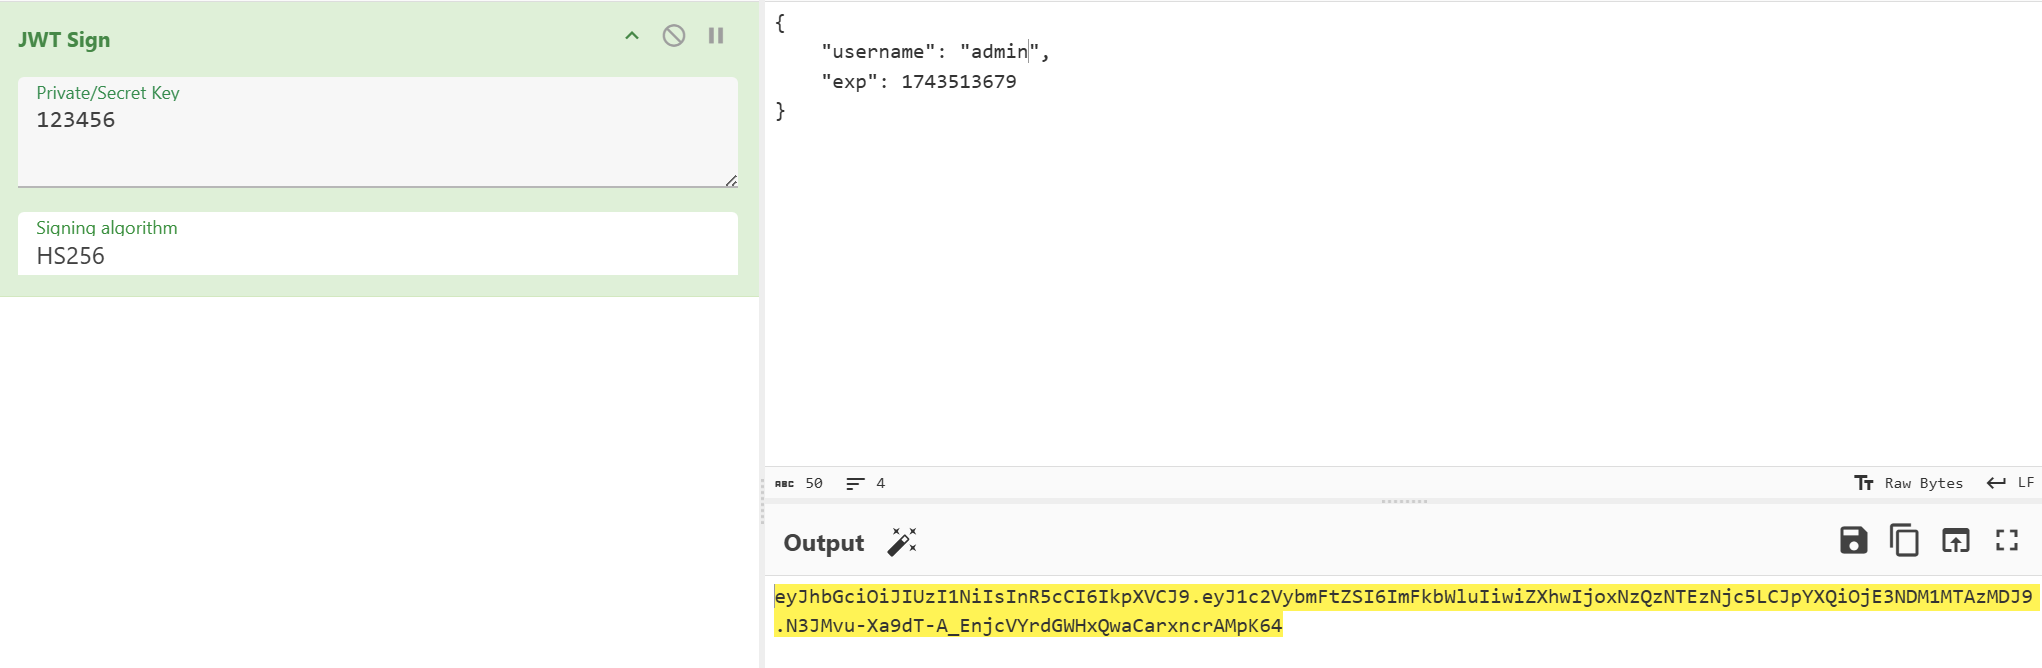 JWT Sign
Private/Secret Key
123456
Signing algorithm
HS256
{
    "username": "admin",
    "exp": 1743513679
}
ABC 50 4
Raw Bytes LF
Output
eyJhbGciOiJIUzI1NiIsInR5cCI6IkpXVCJ9.eyJ1c2VybmFtZSI6ImFkbWluIiwiZXhwIjoxNzQzNTEzNjc5LCJpYXQiOjE3NDM1MTAzMDJ9
.N3JMvu-Xa9dT-A_EnjcVYrdGWHxQwaCarxncrAMpK64